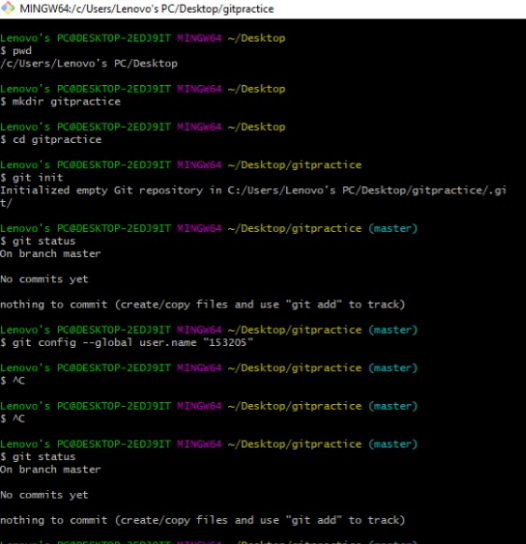 MINGW64:/c/Users/Lenovo's PC/Desktop/gitpractice
Lenovo's PC@DESKTOP-2EDJ9IT MINGW64 ~/Desktop
$ pwd
/c/Users/Lenovo's PC/Desktop
Lenovo's PC@DESKTOP-2EDJ9IT MINGW64 ~/Desktop
$ mkdir gitpractice
Lenovo's PC@DESKTOP-2EDJ9IT MINGW64 ~/Desktop
$ cd gitpractice
Lenovo's PC@DESKTOP-2EDJ9IT MINGW64 ~/Desktop/gitpractice
$ git init
Initialized empty Git repository in C:/Users/Lenovo's PC/Desktop/gitpractice/.gi
t/
Lenovo's PC@DESKTOP-2EDJ9IT MINGW64 ~/Desktop/gitpractice (master)
$ git status
On branch master
No commits yet
nothing to commit (create/copy files and use "git add" to track)
Lenovo's PC@DESKTOP-2EDJ9IT MINGW64 ~/Desktop/gitpractice (master)
$ git config --global user.name "153205"
Lenovo's PC@DESKTOP-2EDJ9IT MINGW64 ~/Desktop/gitpractice (master)
$ ^C
Lenovo's PC@DESKTOP-2EDJ9IT MINGW64 ~/Desktop/gitpractice (master)
$ ^C
Lenovo's PC@DESKTOP-2EDJ9IT MINGW64 ~/Desktop/gitpractice (master)
$ git status
On branch master
No commits yet
nothing to commit (create/copy files and use "git add" to track)